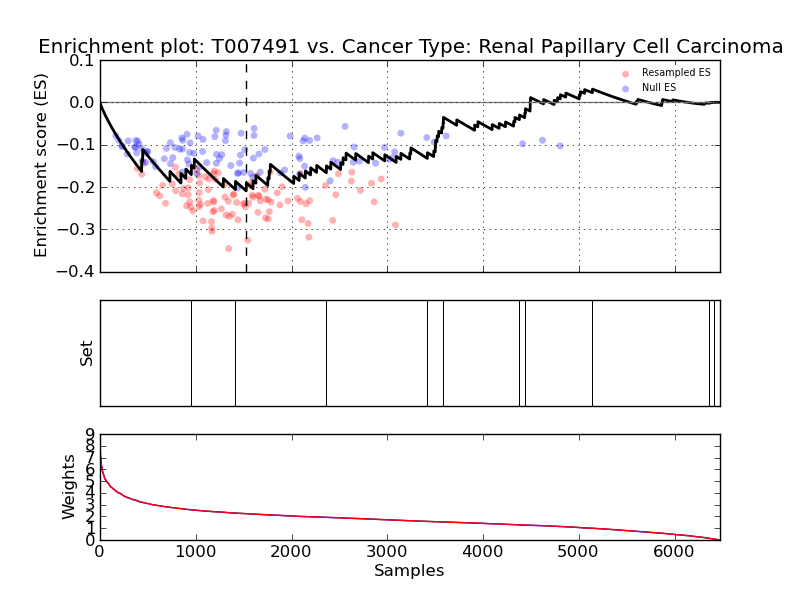 Enrichment plot: T007491 vs. Cancer Type: Renal Papillary Cell Carcinoma
Enrichment score (ES)
0.1
0.0
−0.1
−0.2
−0.3
−0.4
Resampled ES
Null ES
Set
Weights
9
8
7
6
5
4
3
2
1
0
0 1000 2000 3000 4000 5000 6000
Samples